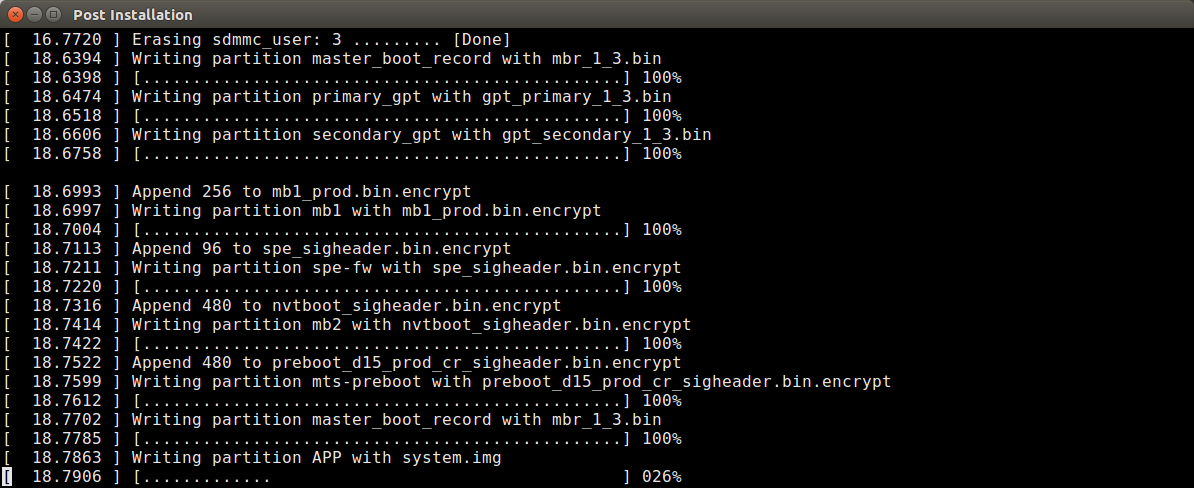 Post Installation
[  16.7720 ] Erasing sdmmc_user: 3 ......... [Done]
[  18.6394 ] Writing partition master_boot_record with mbr_1_3.bin
[  18.6398 ] [................................................] 100%
[  18.6474 ] Writing partition primary_gpt with gpt_primary_1_3.bin
[  18.6518 ] [................................................] 100%
[  18.6606 ] Writing partition secondary_gpt with gpt_secondary_1_3.bin
[  18.6758 ] [................................................] 100%
[  18.6993 ] Append 256 to mb1_prod.bin.encrypt
[  18.6997 ] Writing partition mb1 with mb1_prod.bin.encrypt
[  18.7004 ] [................................................] 100%
[  18.7113 ] Append 96 to spe_sigheader.bin.encrypt
[  18.7211 ] Writing partition spe-fw with spe_sigheader.bin.encrypt
[  18.7220 ] [................................................] 100%
[  18.7316 ] Append 480 to nvtboot_sigheader.bin.encrypt
[  18.7414 ] Writing partition mb2 with nvtboot_sigheader.bin.encrypt
[  18.7422 ] [................................................] 100%
[  18.7522 ] Append 480 to preboot_d15_prod_cr_sigheader.bin.encrypt
[  18.7599 ] Writing partition mts-preboot with preboot_d15_prod_cr_sigheader.bin.encrypt
[  18.7612 ] [................................................] 100%
[  18.7702 ] Writing partition master_boot_record with mbr_1_3.bin
[  18.7785 ] [................................................] 100%
[  18.7863 ] Writing partition APP with system.img
[  18.7906 ] [.............                                   ] 026%